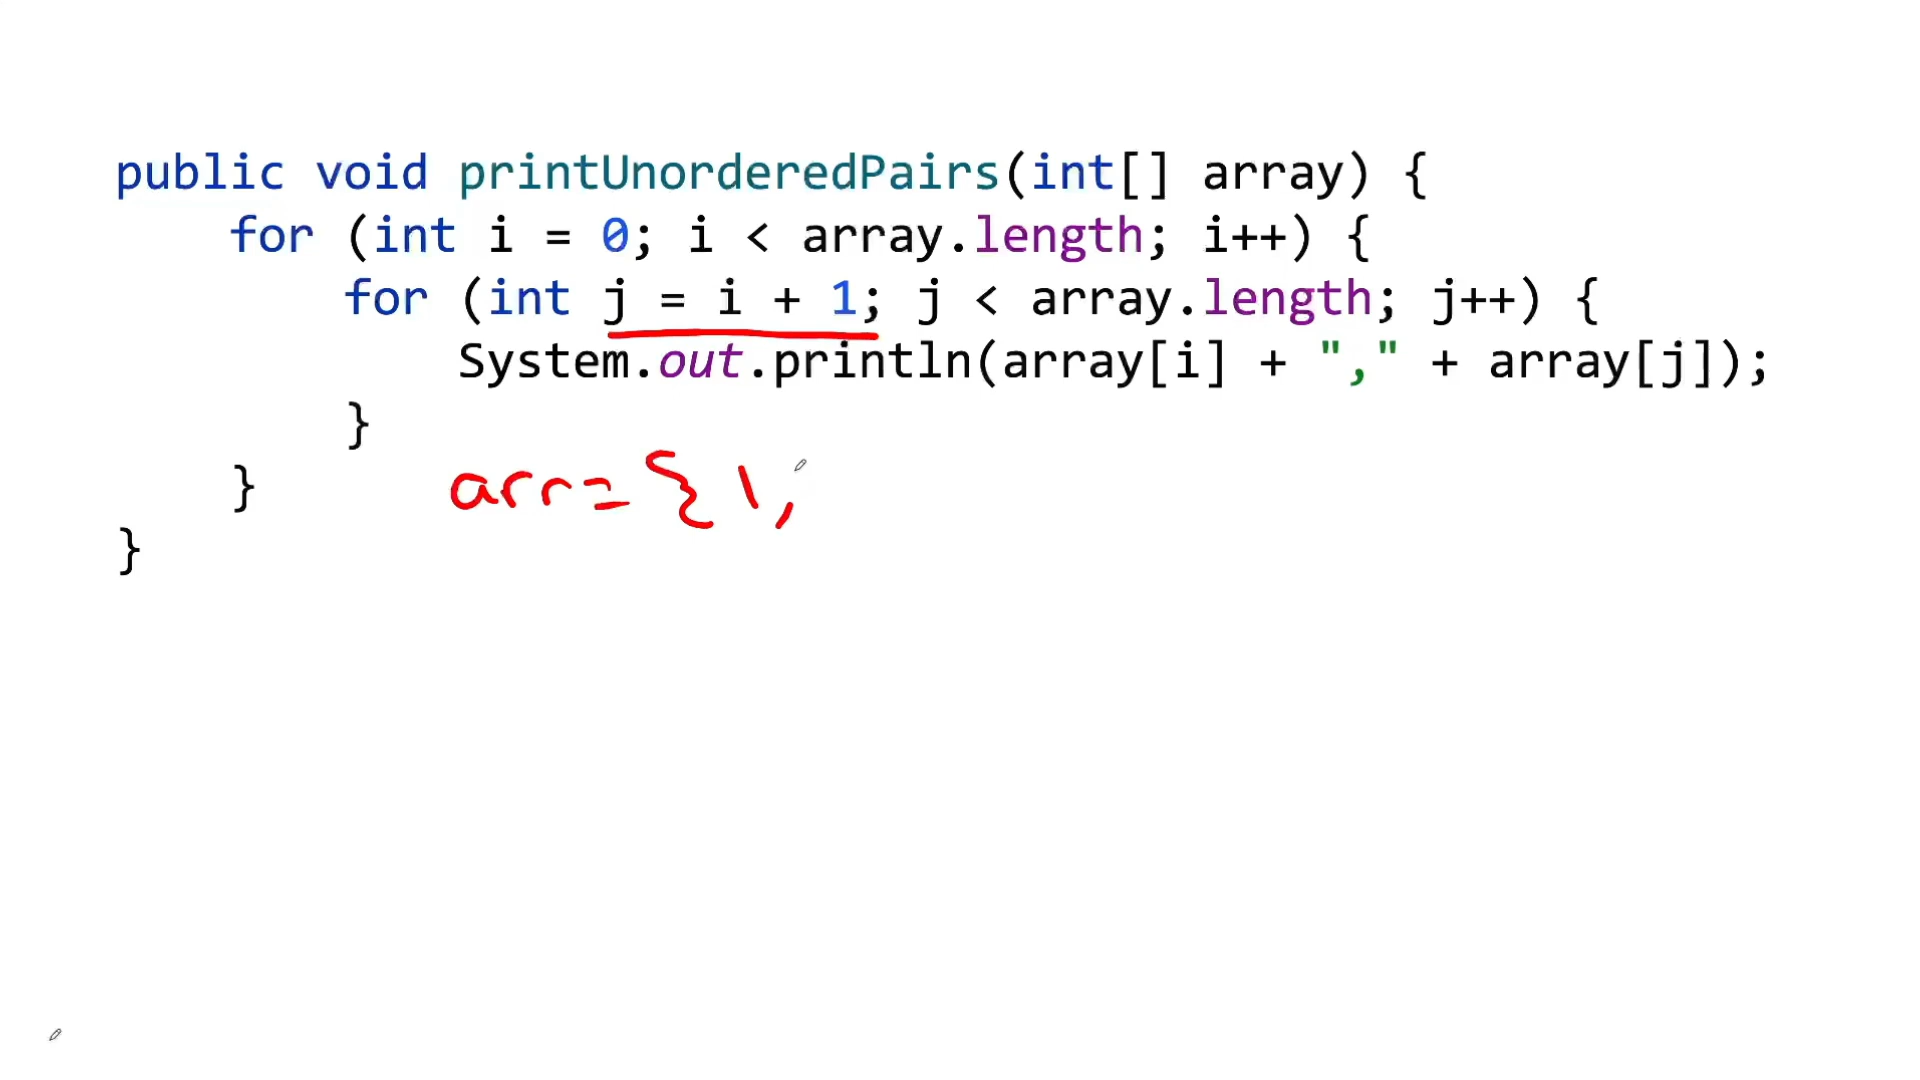 public void printUnorderedPairs(int[] array) {
    for (int i = 0; i < array.length; i++) {
        for (int j = i + 1; j < array.length; j++) {
            System.out.println(array[i] + "," + array[j]);
        }
    }
arr= { 1,
}